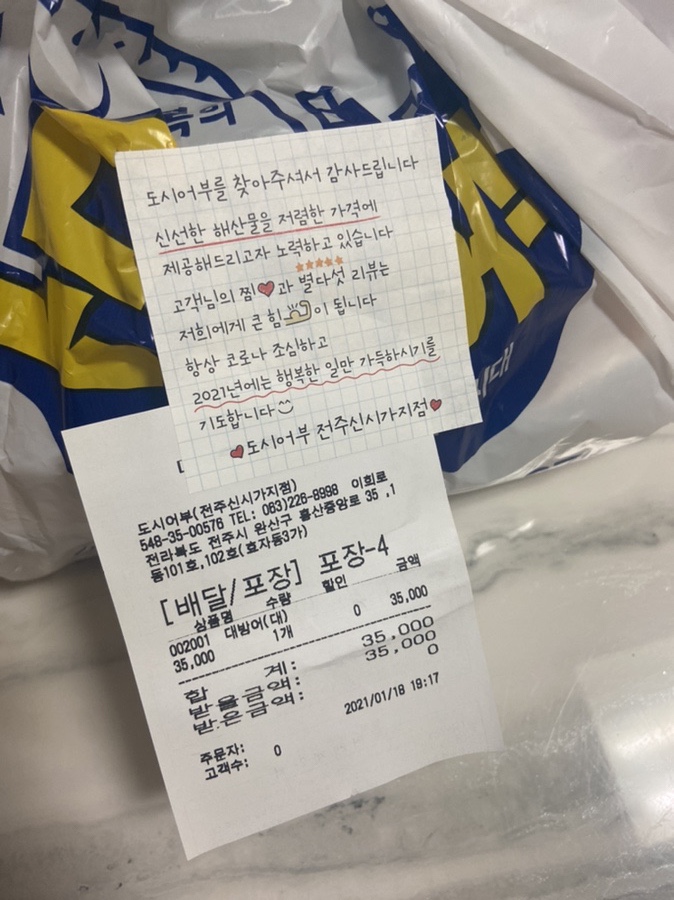 복의
도시어부를 찾아주셔서 감사드립니다
신선한 해산물을 저렴한 가격에
제공해드리고자 노력하고 있습니다
고객님의 찜과 별다섯 리뷰는
저희에게 큰 힘이 됩니다
항상 코로나 조심하고
2021년에는 행복한 일만 가득하시기를
기도합니다
도시어부 전주신시가지점
[
도시어부(전주신시가지점)
548-35-00576 TEL: 063)226-8998 이희로
전라북도 전주시 완산구 홍산중앙로 35 ,1
동101호,102호(효자동3가)
[배달/포장] 포장-4
상품명 수량 할인 금액
002001 대방어(대)
35,000 1개 0 35,000
합 계: 35,000
받을금액: 35,000
받은금액: 0
2021/01/18 19:17
주문자:
고객수: 0
니다